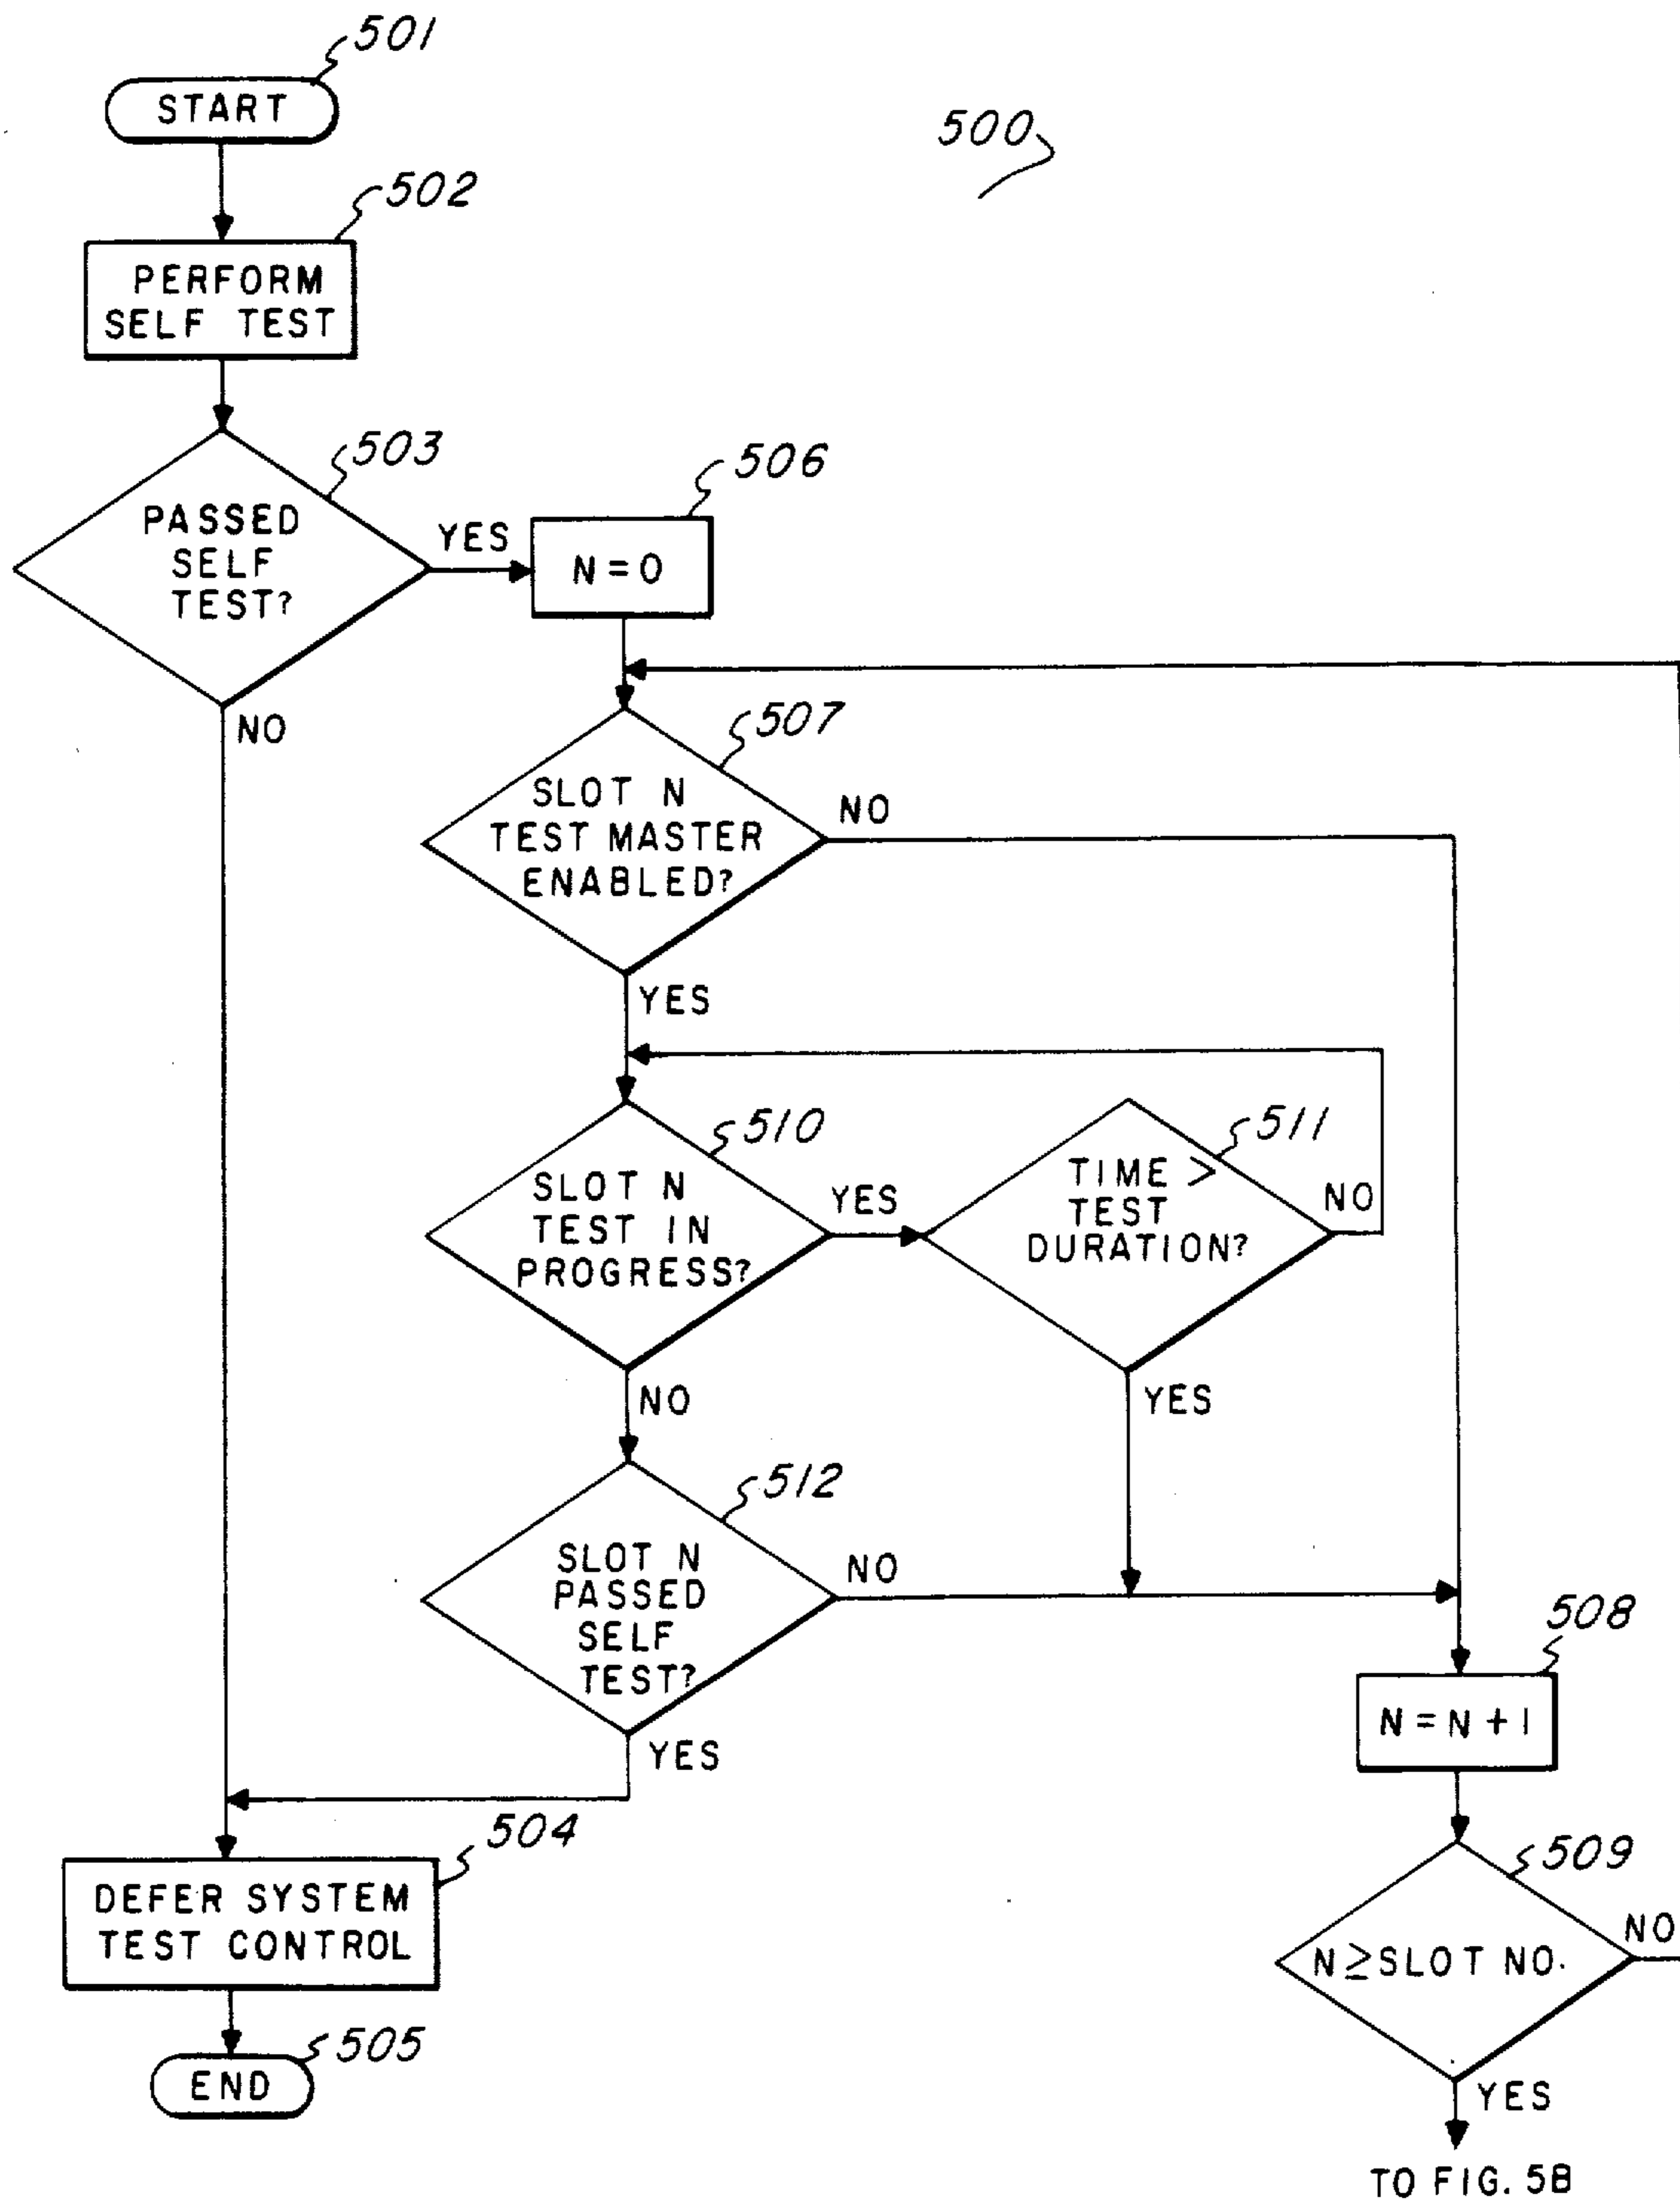 501
START
500
502
PERFORM
SELF TEST
503
506
PASSED
SELF
TEST?
YES
N = 0
NO
507
SLOT N
TEST MASTER
ENABLED?
NO
YES
510
511
SLOT N
TEST IN
PROGRESS?
YES
TIME >
TEST
DURATION?
NO
NO
YES
512
SLOT N
PASSED
SELF
TEST?
NO
508
YES
N = N + 1
504
509
DEFER SYSTEM
TEST CONTROL
N ≥ SLOT NO.
NO
505
END
YES
TO FIG. 5B